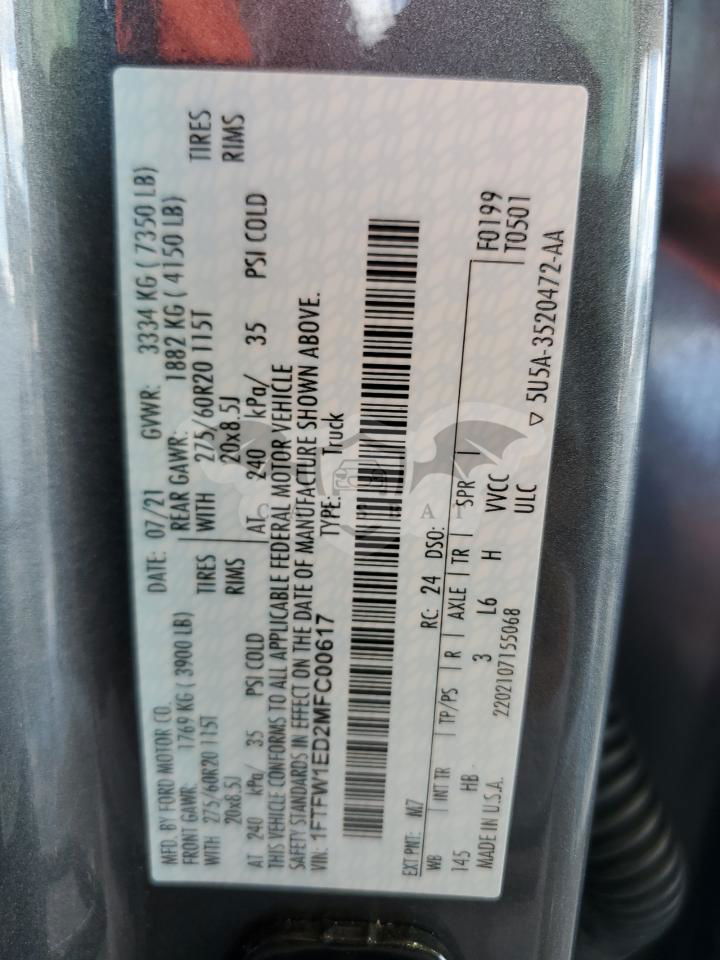 MFD. BY FORD MOTOR CO.
DATE: 07/21 GVWR: 3334 KG ( 7350 LB)
FRONT GAWR: 1769 KG ( 3900 LB) REAR GAWR: 1882 KG ( 4150 LB)
WITH 275/60R20 115T TIRES WITH 275/60R20 115T TIRES
20x8.5J RIMS 20x8.5J RIMS
AT 240 kPa/ 35 PSI COLD AT 240 kPa/ 35 PSI COLD
THIS VEHICLE CONFORMS TO ALL APPLICABLE FEDERAL MOTOR VEHICLE
SAFETY STANDARDS IN EFFECT ON THE DATE OF MANUFACTURE SHOWN ABOVE.
VIN: 1FTFW1ED2MFC00617 TYPE: Truck
EXT PNT: M7 RC: 24 DSO: F0199
WB INT TR TP/PS R AXLE TR SPR T0501
145 HB 3 L6 H VVCC
MADE IN U.S.A. 2202107155068 ULC
5U5A-3520472-AA